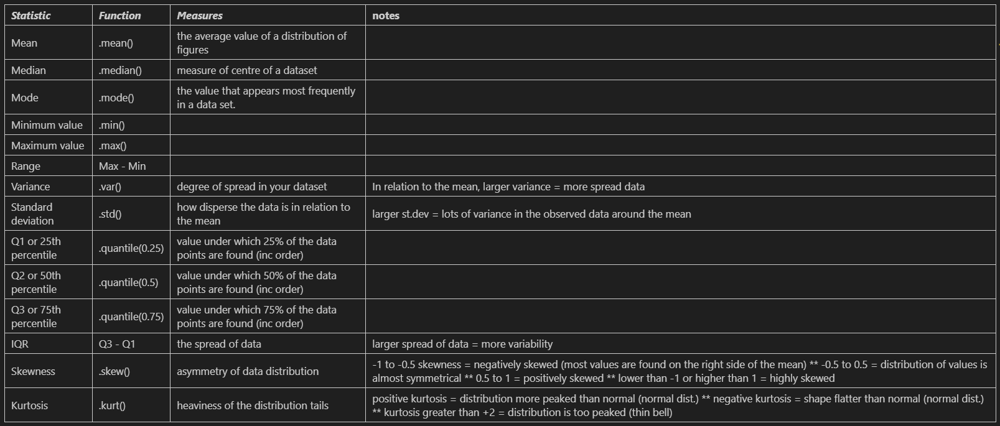 Statistic Function Measures notes
Mean .mean() the average value of a distribution of
figures
Median .median() measure of centre of a dataset
Mode .mode() the value that appears most frequently
in a data set.
Minimum value .min()
Maximum value .max()
Range Max - Min
Variance .var() degree of spread in your dataset In relation to the mean, larger variance = more spread data
Standard
deviation .std() how disperse the data is in relation to
the mean larger st.dev = lots of variance in the observed data around the mean
Q1 or 25th
percentile .quantile(0.25) value under which 25% of the data
points are found (inc order)
Q2 or 50th
percentile .quantile(0.5) value under which 50% of the data
points are found (inc order)
Q3 or 75th
percentile .quantile(0.75) value under which 75% of the data
points are found (inc order)
IQR Q3 - Q1 the spread of data larger spread of data = more variability
Skewness .skew() asymmetry of data distribution -1 to -0.5 skewness = negatively skewed (most values are found on the right side of the mean) ** -0.5 to 0.5 = distribution of values is
almost symmetrical ** 0.5 to 1 = positively skewed ** lower than -1 or higher than 1 = highly skewed
Kurtosis .kurt() heaviness of the distribution tails positive kurtosis = distribution more peaked than normal (normal dist.) ** negative kurtosis = shape flatter than normal (normal dist.)
** kurtosis greater than +2 = distribution is too peaked (thin bell)